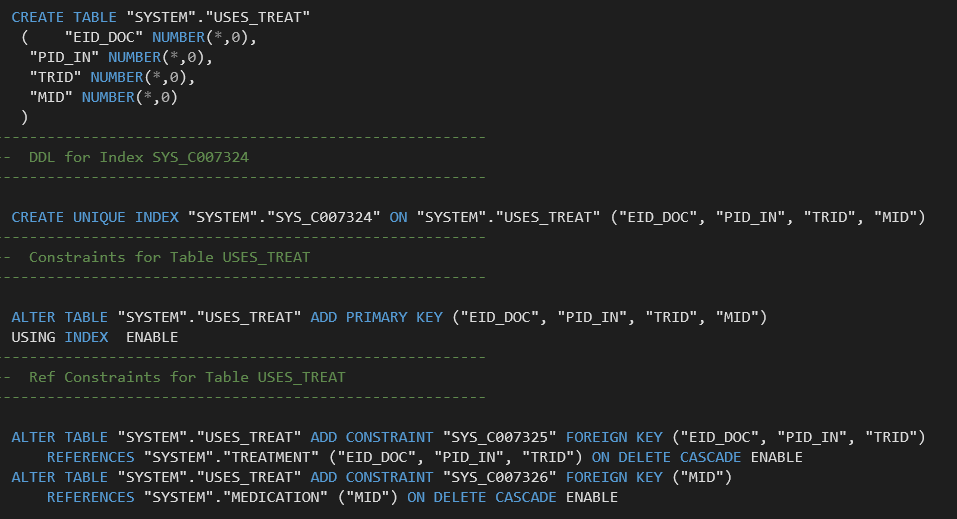 CREATE TABLE "SYSTEM"."USES_TREAT"
 (    "EID_DOC" NUMBER(*,0),
  "PID_IN" NUMBER(*,0),
  "TRID" NUMBER(*,0),
  "MID" NUMBER(*,0)
 )
-------------------------------------------------------
--  DDL for Index SYS_C007324
-------------------------------------------------------
CREATE UNIQUE INDEX "SYSTEM"."SYS_C007324" ON "SYSTEM"."USES_TREAT" ("EID_DOC", "PID_IN", "TRID", "MID")
-------------------------------------------------------
--  Constraints for Table USES_TREAT
-------------------------------------------------------
ALTER TABLE "SYSTEM"."USES_TREAT" ADD PRIMARY KEY ("EID_DOC", "PID_IN", "TRID", "MID")
USING INDEX  ENABLE
-------------------------------------------------------
--  Ref Constraints for Table USES_TREAT
-------------------------------------------------------
ALTER TABLE "SYSTEM"."USES_TREAT" ADD CONSTRAINT "SYS_C007325" FOREIGN KEY ("EID_DOC", "PID_IN", "TRID")
    REFERENCES "SYSTEM"."TREATMENT" ("EID_DOC", "PID_IN", "TRID") ON DELETE CASCADE ENABLE
ALTER TABLE "SYSTEM"."USES_TREAT" ADD CONSTRAINT "SYS_C007326" FOREIGN KEY ("MID")
    REFERENCES "SYSTEM"."MEDICATION" ("MID") ON DELETE CASCADE ENABLE